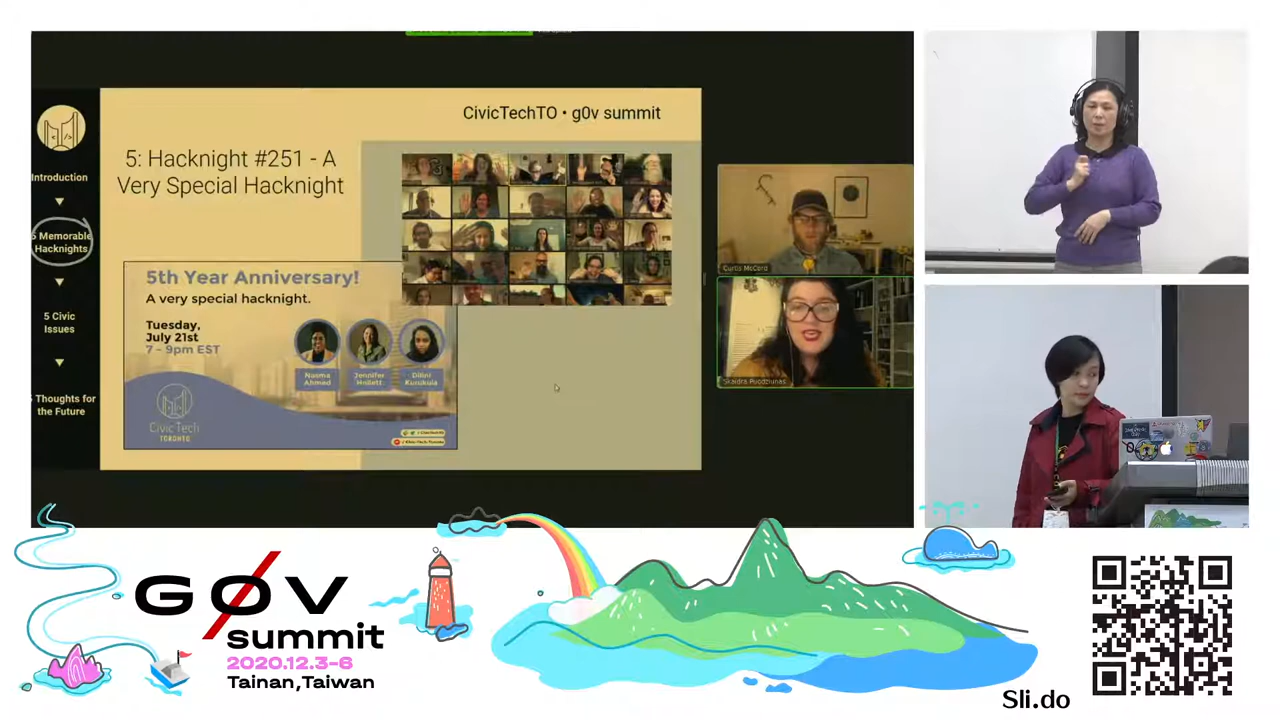 CivicTechTO • g0v summit
5: Hacknight #251 - A
Very Special Hacknight
Introduction
Memorable
Hacknights
5 Civic
Issues
Thoughts for
the Future
5th Year Anniversary!
A very special hacknight.
Tuesday,
July 21st
7 – 9pm EST
Nasma
Ahmed
Jennifer
Hollett
Dilini
Kurukula
Civic Tech
TORONTO
Curtis McCord
Skaidra Puodziunas
G0V
summit
2020.12.3-6
Tainan,Taiwan
Sli.do